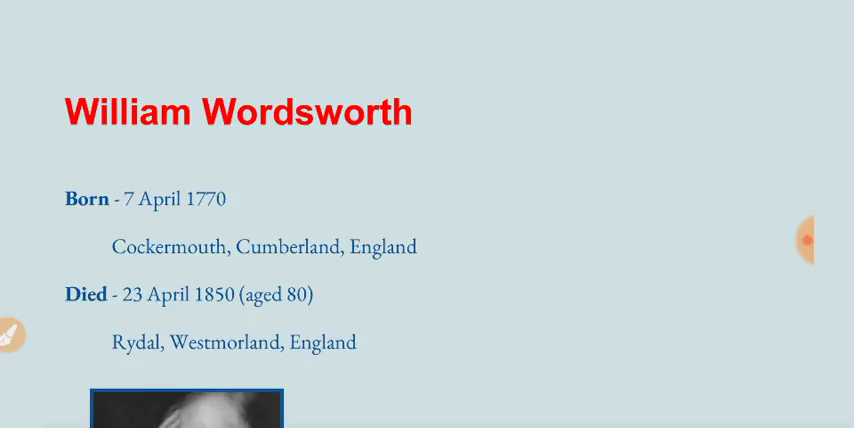 William Wordsworth
Born - 7 April 1770
Cockermouth, Cumberland, England
Died - 23 April 1850 (aged 80)
Rydal, Westmorland, England